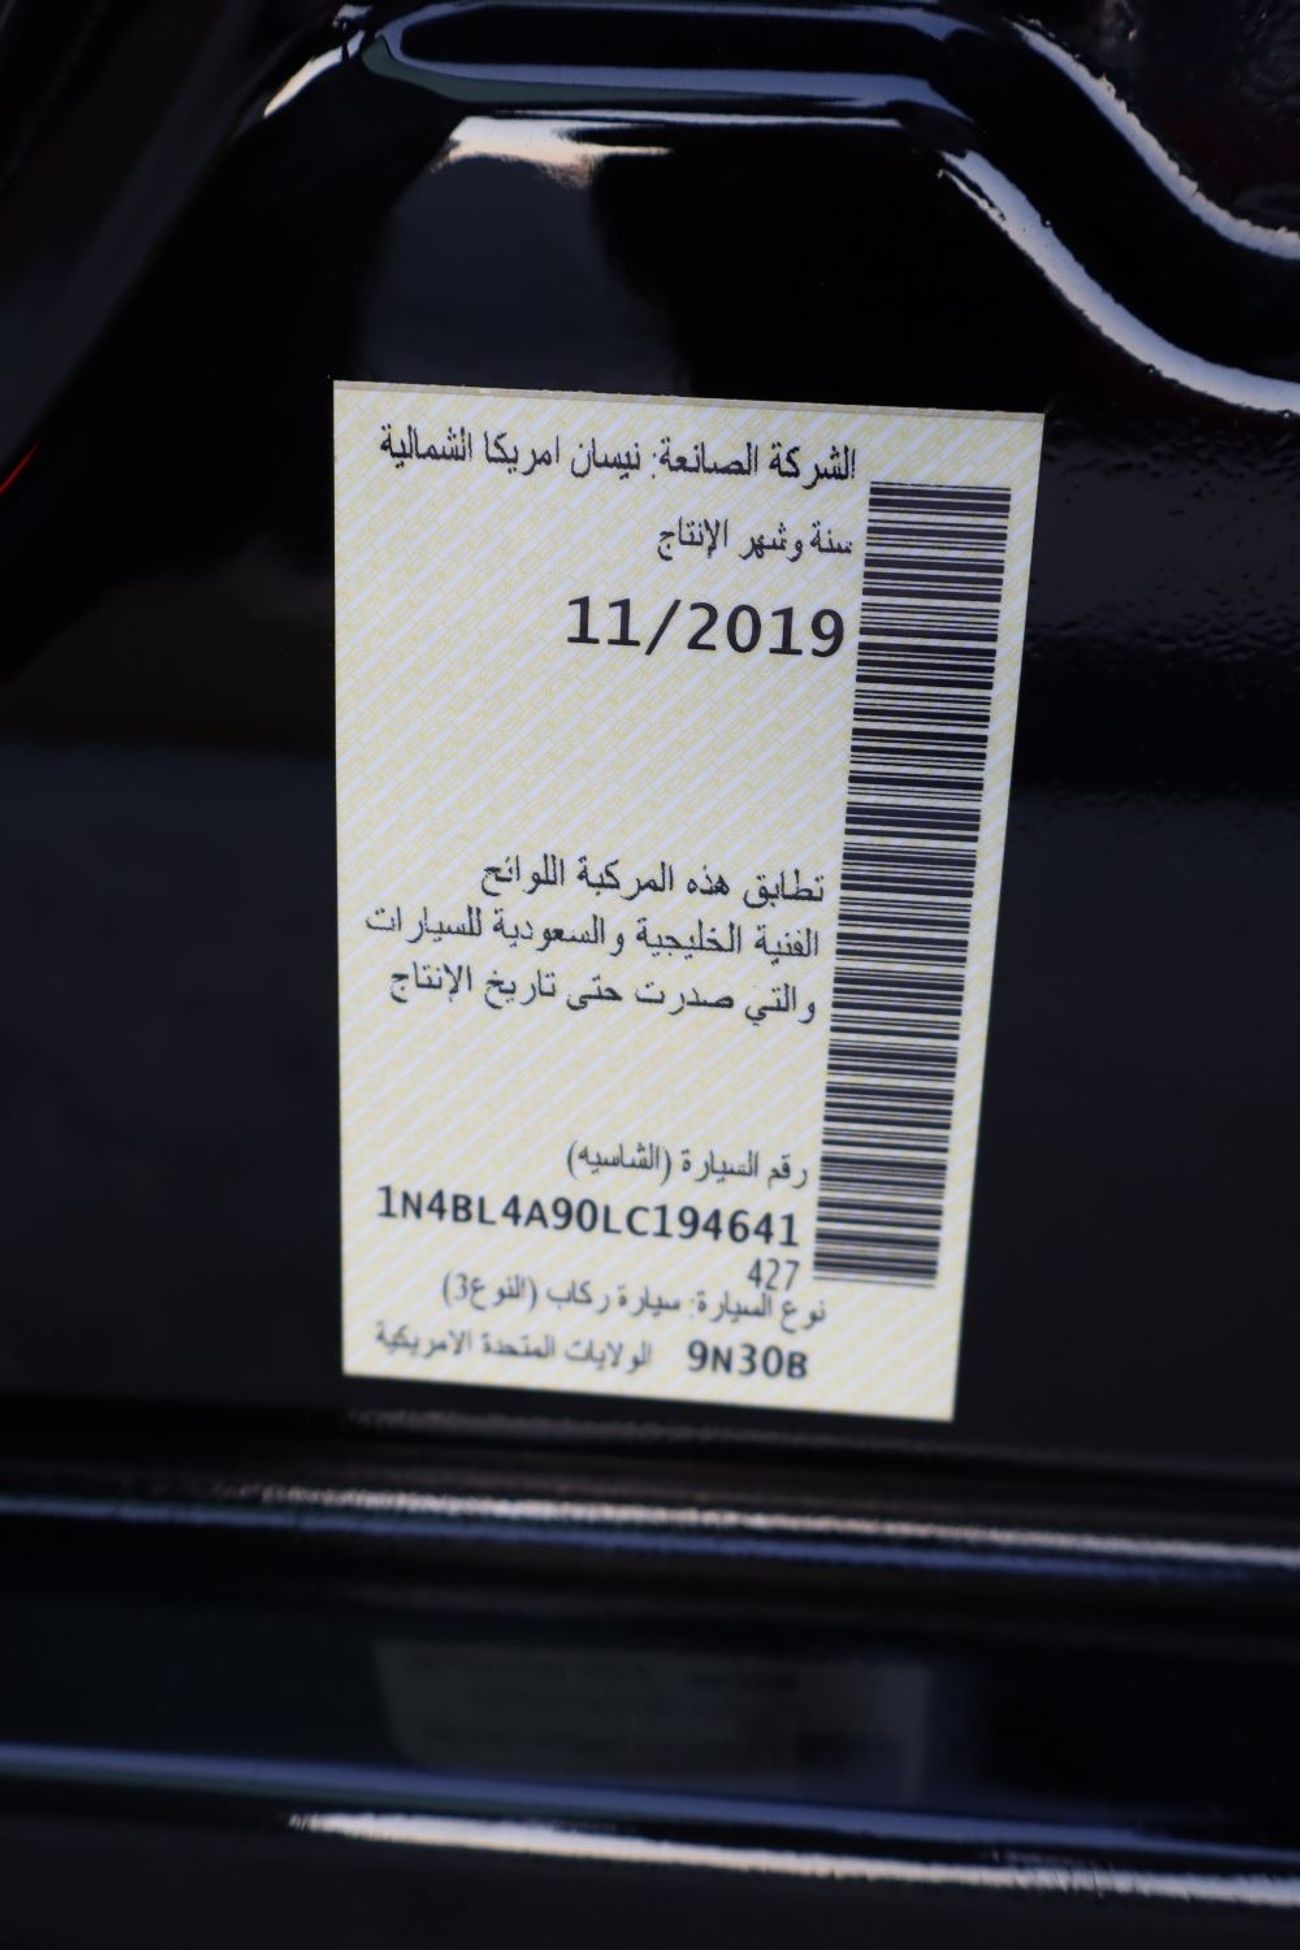 الشركة الصانعة: نيسان امريكا الشمالية
سنة وشهر الإنتاج
11/2019
تطابق هذه المركبة اللوائح
الفنية الخليجية والسعودية للسيارات
والتي صدرت حتى تاريخ الإنتاج
رقم السيارة (الشاسيه)
1N4BL4A90LC194641
427
نوع السيارة: سيارة ركاب (النوع3)
9N30B الولايات المتحدة الامريكية